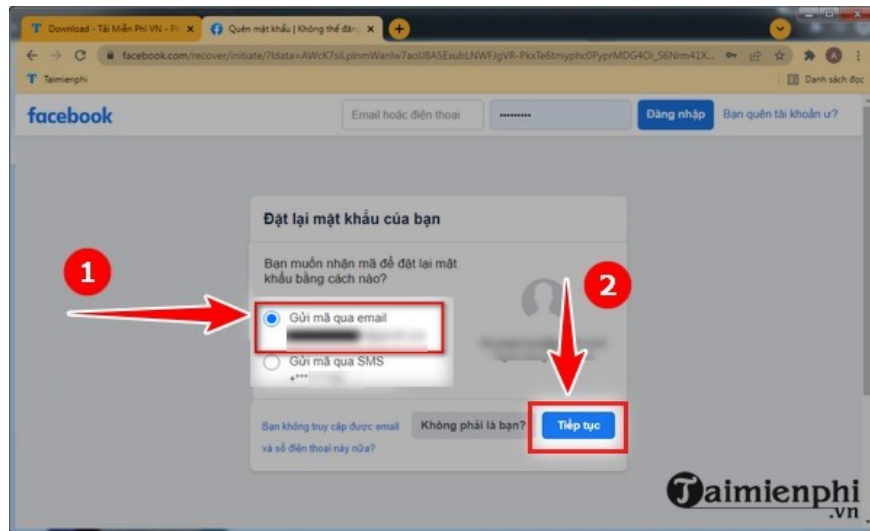 Download - Tải Miễn Phí VN - Ph
Quên mật khẩu | Không thể đăng
facebook.com/recover/initiate/?ldata=
Taimienphi
Danh sách đọc
facebook
Email hoặc điện thoại
Đăng nhập
Bạn quên tài khoản ư?
Đặt lại mật khẩu của bạn
Bạn muốn nhận mã để đặt lại mật
khẩu bằng cách nào?
1
2
Gửi mã qua email
Gửi mã qua SMS
+***
Bạn không truy cập được email
và số điện thoại này nữa?
Không phải là bạn?
Tiếp tục
Taimienphi
.vn